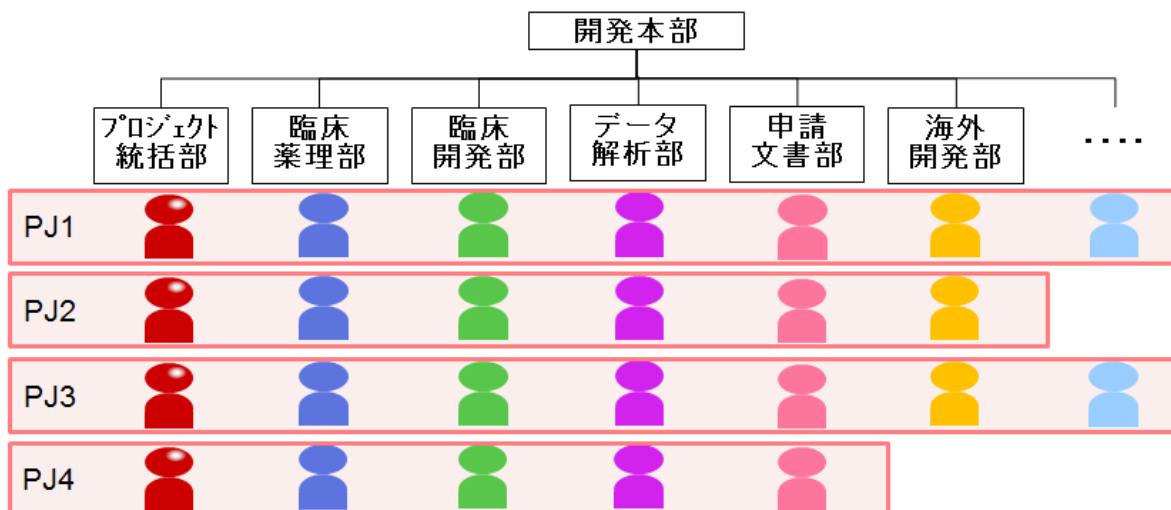 開発本部
プロジェクト
統括部
臨床
薬理部
臨床
開発部
データ
解析部
申請
文書部
海外
開発部
....
PJ1
PJ2
PJ3
PJ4